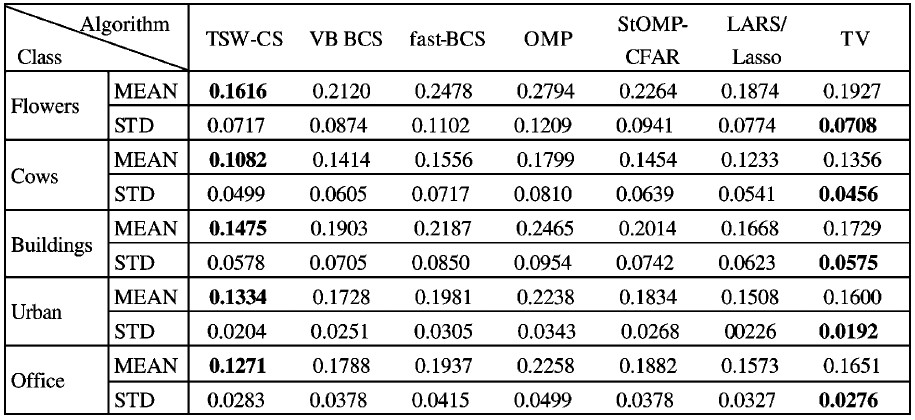 Algorithm
Class
TSW-CS VB BCS fast-BCS OMP StOMP-CFAR LARS/Lasso TV
Flowers MEAN 0.1616 0.2120 0.2478 0.2794 0.2264 0.1874 0.1927
STD 0.0717 0.0874 0.1102 0.1209 0.0941 0.0774 0.0708
Cows MEAN 0.1082 0.1414 0.1556 0.1799 0.1454 0.1233 0.1356
STD 0.0499 0.0605 0.0717 0.0810 0.0639 0.0541 0.0456
Buildings MEAN 0.1475 0.1903 0.2187 0.2465 0.2014 0.1668 0.1729
STD 0.0578 0.0705 0.0850 0.0954 0.0742 0.0623 0.0575
Urban MEAN 0.1334 0.1728 0.1981 0.2238 0.1834 0.1508 0.1600
STD 0.0204 0.0251 0.0305 0.0343 0.0268 00226 0.0192
Office MEAN 0.1271 0.1788 0.1937 0.2258 0.1882 0.1573 0.1651
STD 0.0283 0.0378 0.0415 0.0499 0.0378 0.0327 0.0276